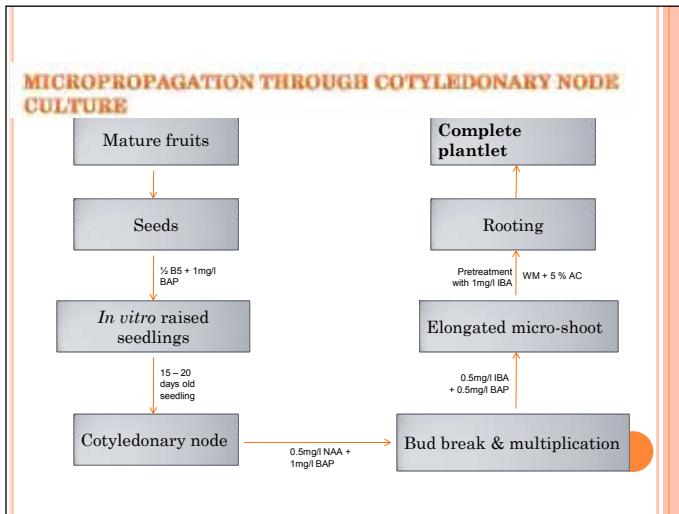 MICROPROPAGATION THROUGH COTYLEDONARY NODE
CULTURE
Mature fruits
Seeds
½ B5 + 1mg/l
BAP
In vitro raised
seedlings
15 – 20
days old
seedling
Cotyledonary node
0.5mg/l NAA +
1mg/l BAP
Bud break & multiplication
0.5mg/l IBA
+ 0.5mg/l BAP
Elongated micro-shoot
Pretreatment
with 1mg/l IBA
WM + 5 % AC
Rooting
Complete
plantlet